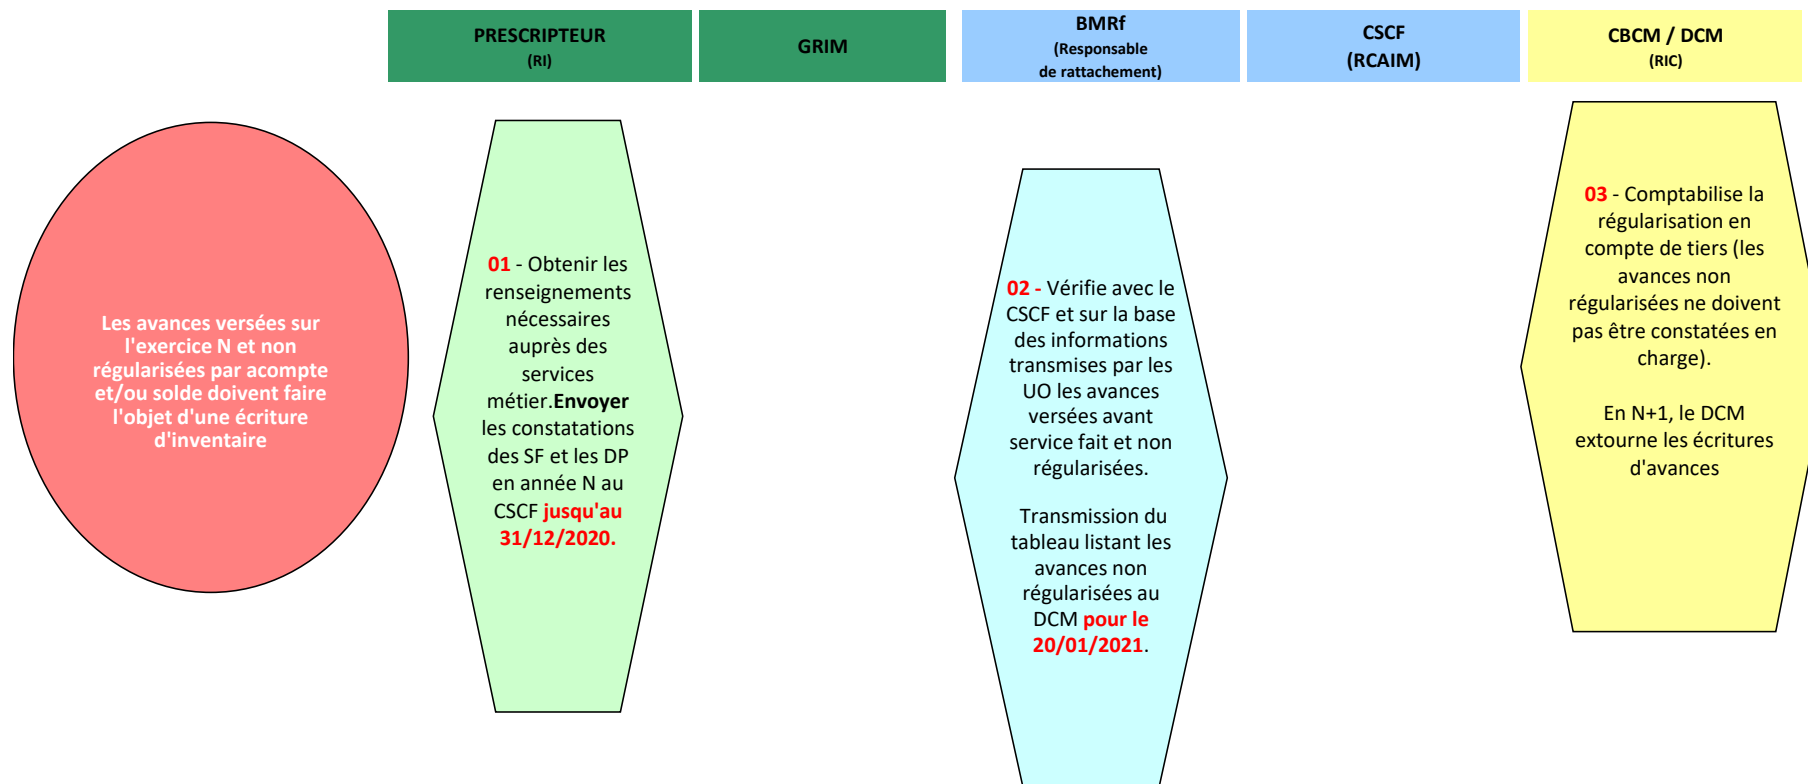 PRESCRIPTEUR
(RI)
GRIM
BMRf
(Responsable
de rattachement)
CSCF
(RCAIM)
CBCM / DCM
(RIC)
Les avances versées sur
l'exercice N et non
régularisées par acompte
et/ou solde doivent faire
l'objet d'une écriture
d'inventaire
01 - Obtenir les
renseignements
nécessaires
auprès des
services
métier.Envoyer
les constatations
des SF et les DP
en année N au
CSCF jusqu'au
31/12/2020.
02 - Vérifie avec le
CSCF et sur la base
des informations
transmises par les
UO les avances
versées avant
service fait et non
régularisées.
Transmission du
tableau listant les
avances non
régularisées au
DCM pour le
20/01/2021.
03 - Comptabilise la
régularisation en
compte de tiers (les
avances non
régularisées ne doivent
pas être constatées en
charge).
En N+1, le DCM
extourne les écritures
d'avances